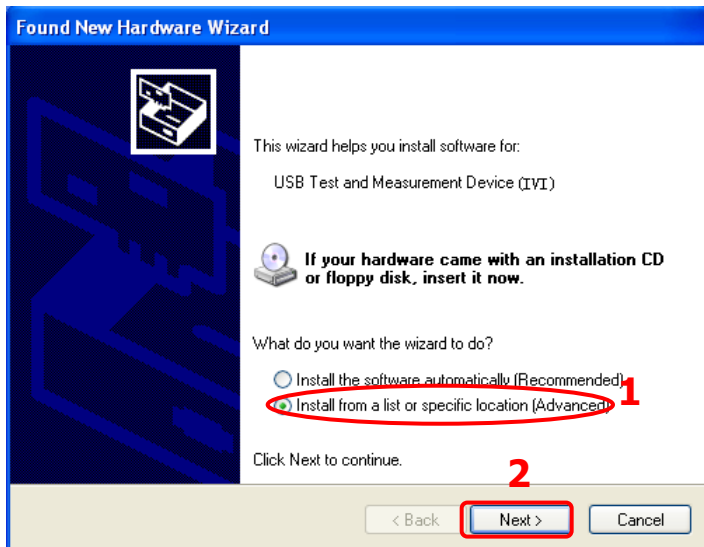 Found New Hardware Wizard
This wizard helps you install software for:
USB Test and Measurement Device (IVI)
If your hardware came with an installation CD
or floppy disk, insert it now.
What do you want the wizard to do?
Install the software automatically (Recommended)
Install from a list or specific location (Advanced)
1
Click Next to continue.
2
< Back
Next >
Cancel